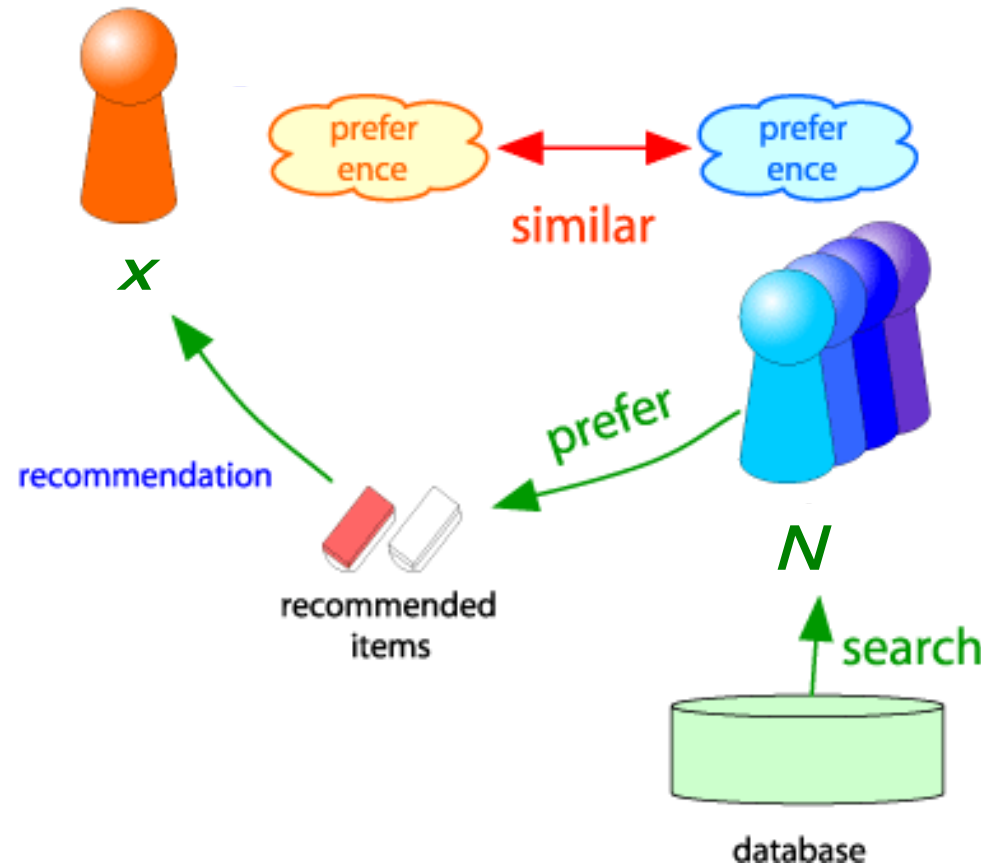 prefer
ence
prefer
ence
similar
x
prefer
recommendation
N
recommended
items
search
database